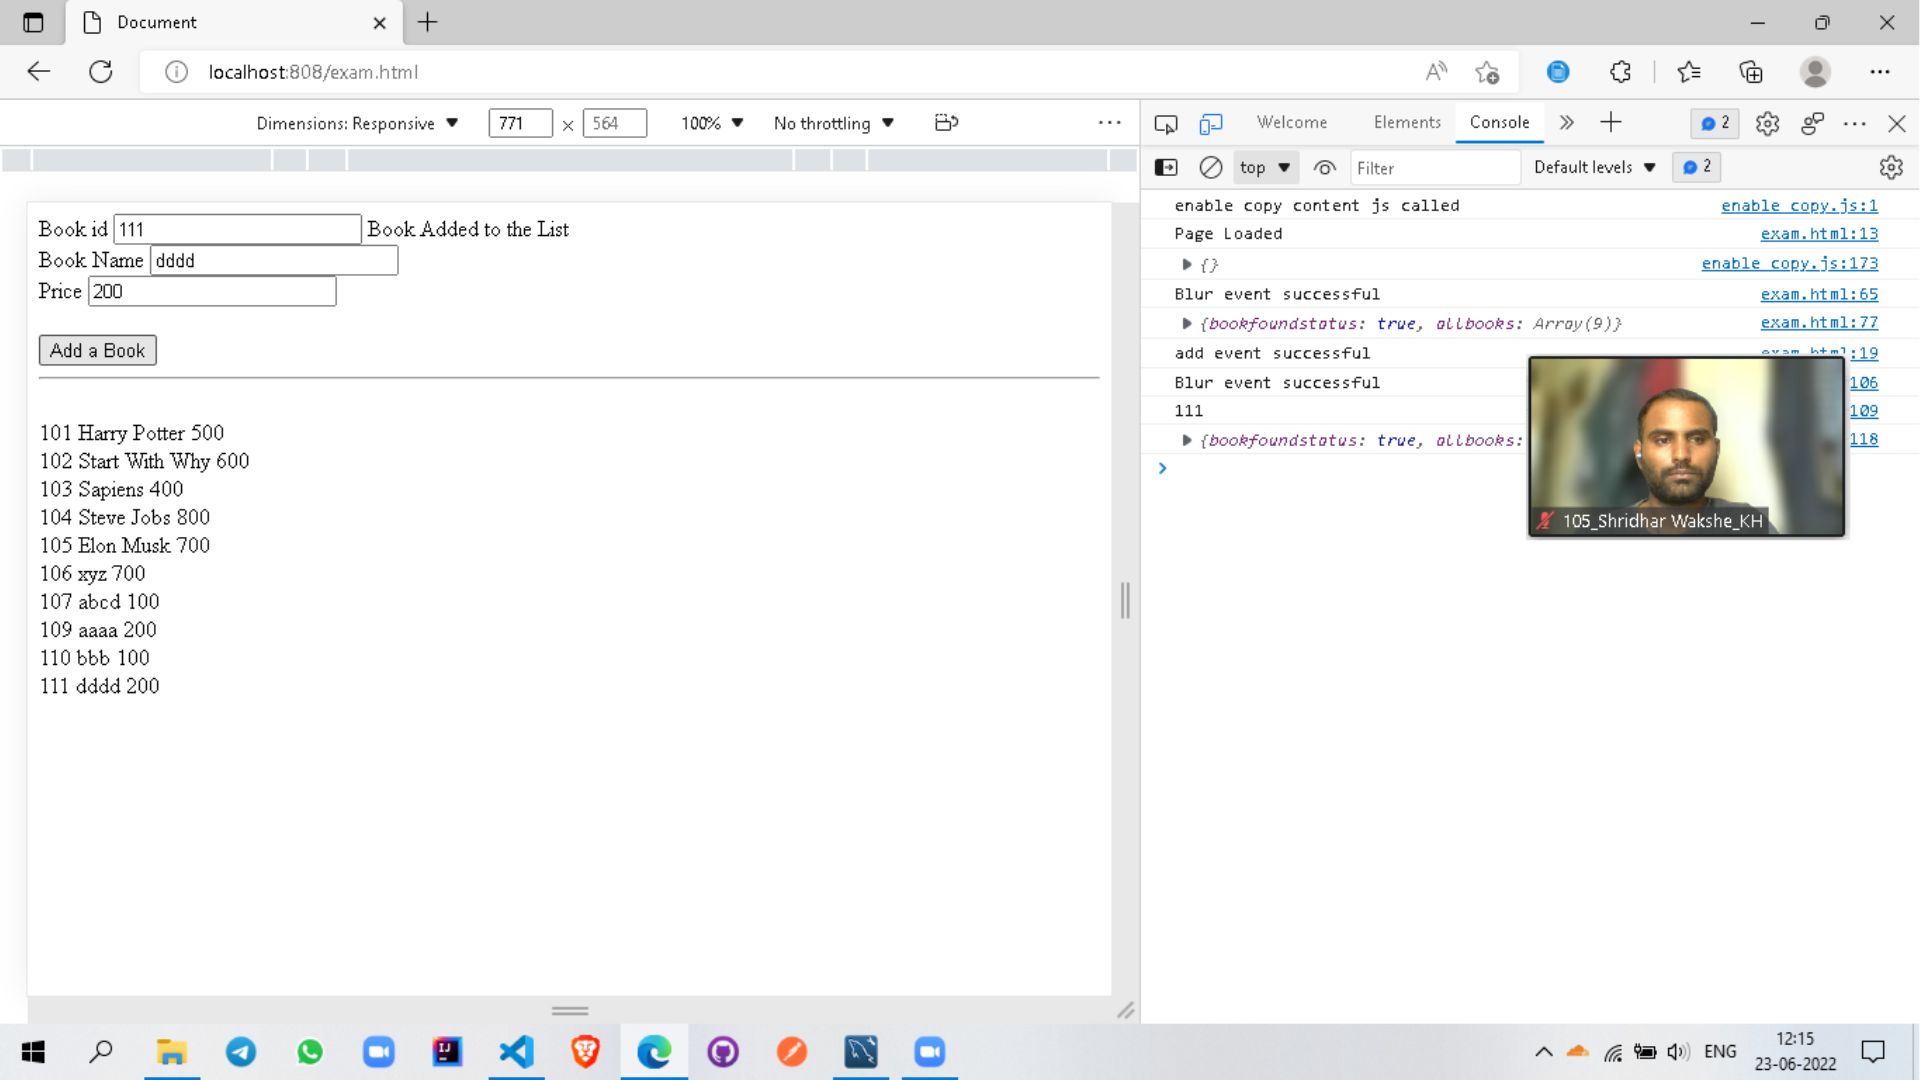 Document
localhost:808/exam.html
Dimensions: Responsive 771 × 564 100% No throttling
Welcome Elements Console 2
top Filter Default levels 2
Book id 111 Book Added to the List
Book Name dddd
Price 200
Add a Book
101 Harry Potter 500
102 Start With Why 600
103 Sapiens 400
104 Steve Jobs 800
105 Elon Musk 700
106 xyz 700
107 abcd 100
109 aaaa 200
110 bbb 100
111 dddd 200
enable copy content js called enable_copy.js:1
Page Loaded exam.html:13
{} enable_copy.js:173
Blur event successful exam.html:65
{bookfoundstatus: true, allbooks: Array(9)} exam.html:77
add event successful exam.html:19
Blur event successful 106
111 109
{bookfoundstatus: true, allbooks: 118
105_Shridhar Wakshe_KH
ENG
12:15
23-06-2022